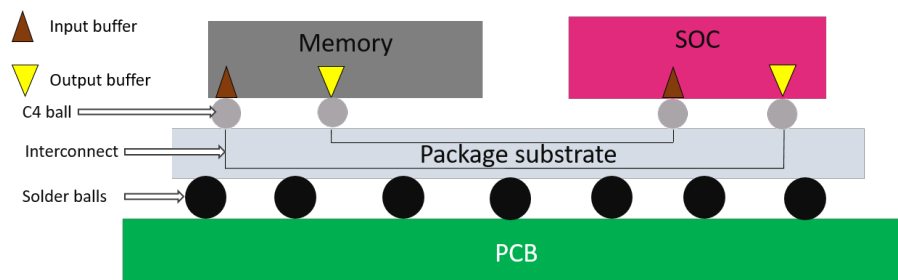 Input buffer
Memory
SOC
Output buffer
C4 ball
Interconnect
Package substrate
Solder balls
PCB